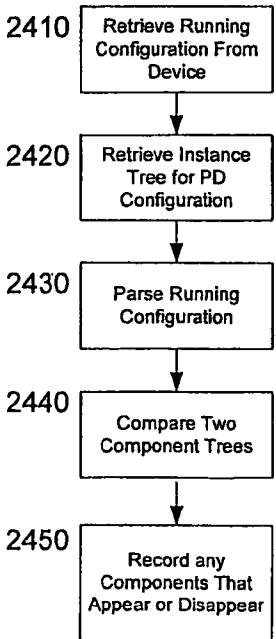 2410
Retrieve Running
Configuration From
Device
2420
Retrieve Instance
Tree for PD
Configuration
2430
Parse Running
Configuration
2440
Compare Two
Component Trees
2450
Record any
Components That
Appear or Disappear